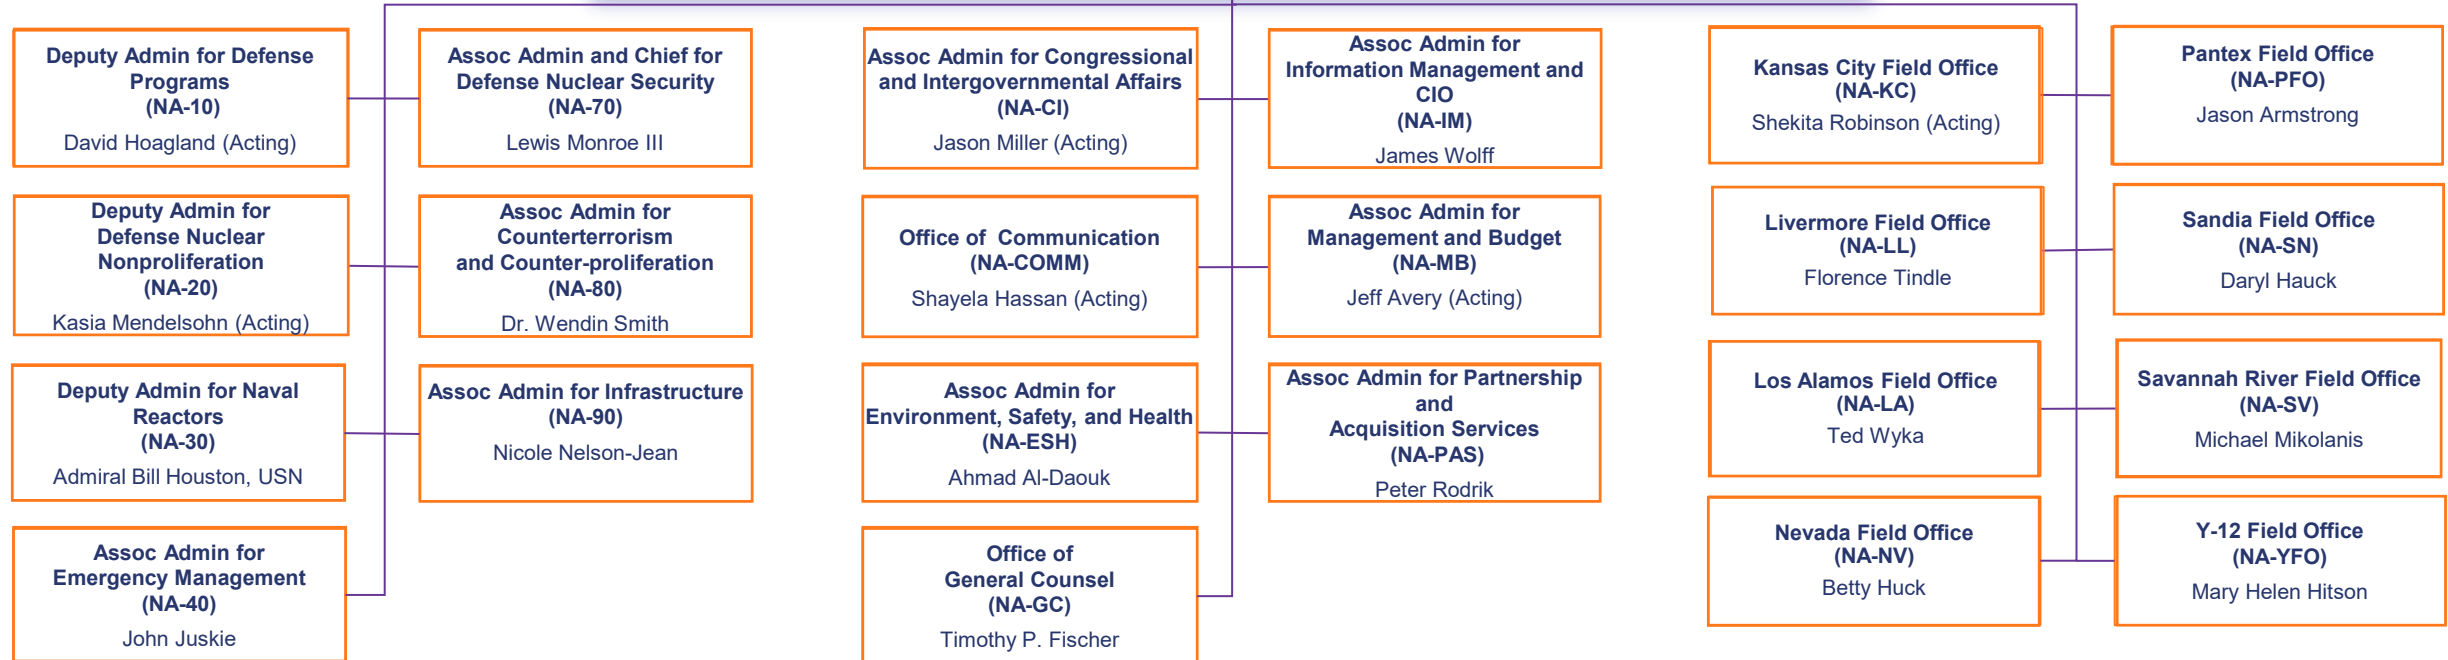 Deputy Admin for Defense
Programs
(NA-10)
David Hoagland (Acting)
Assoc Admin and Chief for
Defense Nuclear Security
(NA-70)
Lewis Monroe III
Deputy Admin for
Defense Nuclear
Nonproliferation
(NA-20)
Kasia Mendelsohn (Acting)
Assoc Admin for
Counterterrorism
and Counter-proliferation
(NA-80)
Dr. Wendin Smith
Deputy Admin for Naval
Reactors
(NA-30)
Admiral Bill Houston, USN
Assoc Admin for Infrastructure
(NA-90)
Nicole Nelson-Jean
Assoc Admin for
Emergency Management
(NA-40)
John Juskie
Assoc Admin for Congressional
and Intergovernmental Affairs
(NA-CI)
Jason Miller (Acting)
Assoc Admin for
Information Management and
CIO
(NA-IM)
James Wolff
Office of Communication
(NA-COMM)
Shayela Hassan (Acting)
Assoc Admin for
Management and Budget
(NA-MB)
Jeff Avery (Acting)
Assoc Admin for
Environment, Safety, and Health
(NA-ESH)
Ahmad Al-Daouk
Assoc Admin for Partnership
and
Acquisition Services
(NA-PAS)
Peter Rodrik
Office of
General Counsel
(NA-GC)
Timothy P. Fischer
Kansas City Field Office
(NA-KC)
Shekita Robinson (Acting)
Pantex Field Office
(NA-PFO)
Jason Armstrong
Livermore Field Office
(NA-LL)
Florence Tindle
Sandia Field Office
(NA-SN)
Daryl Hauck
Los Alamos Field Office
(NA-LA)
Ted Wyka
Savannah River Field Office
(NA-SV)
Michael Mikolanis
Nevada Field Office
(NA-NV)
Betty Huck
Y-12 Field Office
(NA-YFO)
Mary Helen Hitson